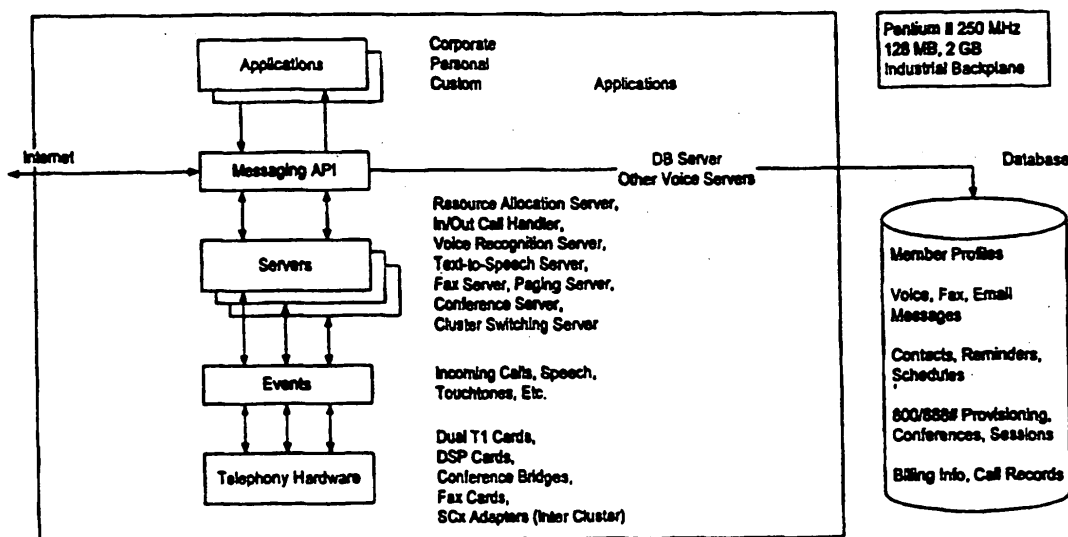 Pentium II 250 MHz
128 MB, 2 GB
Industrial Backplane
Applications
Corporate
Personal
Custom
Applications
Internet
Messaging API
DB Server
Other Voice Servers
Database
Resource Allocation Server,
In/Out Call Handler,
Voice Recognition Server,
Text-to-Speech Server,
Fax Server, Paging Server,
Conference Server,
Cluster Switching Server
Servers
Member Profiles
Voice, Fax, Email
Messages
Contacts, Reminders,
Schedules
800/888# Provisioning,
Conferences, Sessions
Billing Info, Call Records
Events
Incoming Calls, Speech,
Touchtones, Etc.
Telephony Hardware
Dual T1 Cards,
DSP Cards,
Conference Bridges,
Fax Cards,
SCx Adapters (Inter Cluster)